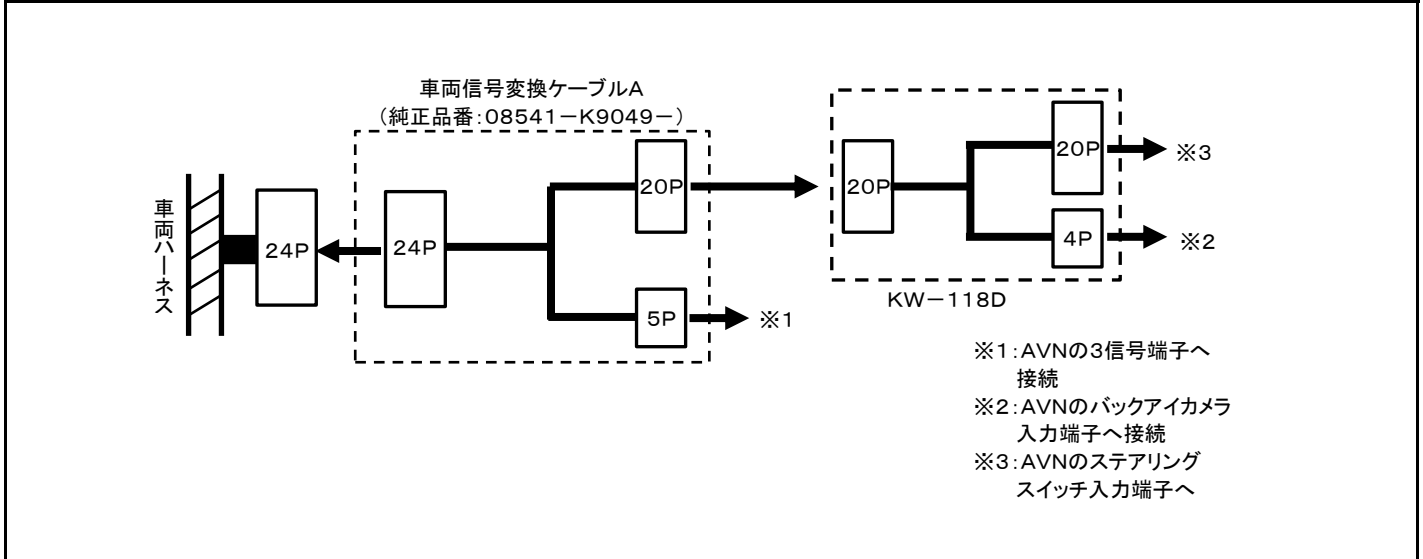 車両信号変換ケーブルA
(純正品番:08541-K9049-)
車両ハーネス
24P
24P
20P
5P
※1
20P
20P
※3
4P
※2
KW-118D
※1:AVNの3信号端子へ
接続
※2:AVNのバックアイカメラ
入力端子へ接続
※3:AVNのステアリング
スイッチ入力端子へ